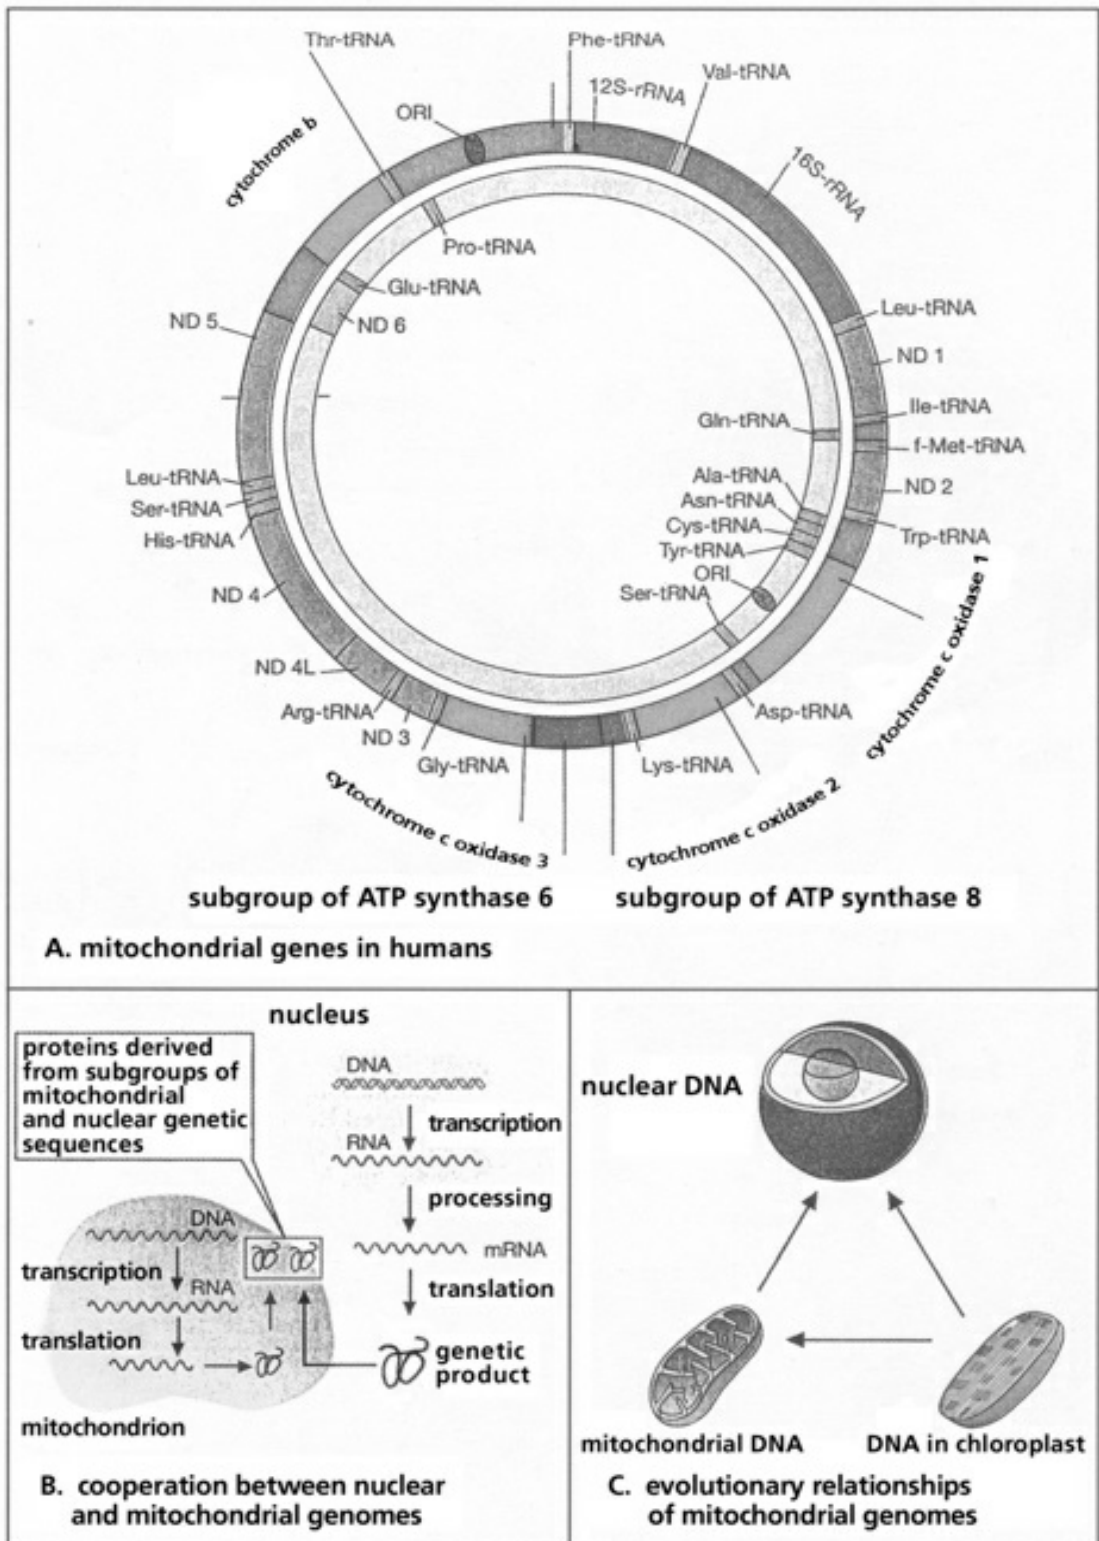 Thr-tRNA
Phe-tRNA
Val-tRNA
12S-rRNA
ORI
cytochrome b
16S-rRNA
Pro-tRNA
Glu-tRNA
ND 6
ND 5
Leu-tRNA
ND 1
Ile-tRNA
Gln-tRNA
f-Met-tRNA
Ala-tRNA
ND 2
Asn-tRNA
Cys-tRNA
Trp-tRNA
Tyr-tRNA
ORI
Ser-tRNA
Leu-tRNA
Ser-tRNA
His-tRNA
ND 4
cytochrome c oxidase 1
ND 4L
Arg-tRNA
ND 3
Gly-tRNA
Lys-tRNA
Asp-tRNA
cytochrome c oxidase 3
cytochrome c oxidase 2
subgroup of ATP synthase 6
subgroup of ATP synthase 8
A. mitochondrial genes in humans
nucleus
proteins derived
from subgroups of
mitochondrial
and nuclear genetic
sequences
DNA
transcription
RNA
processing
mRNA
translation
genetic
product
DNA
transcription
RNA
translation
mitochondrion
B. cooperation between nuclear
and mitochondrial genomes
nuclear DNA
mitochondrial DNA
DNA in chloroplast
C. evolutionary relationships
of mitochondrial genomes